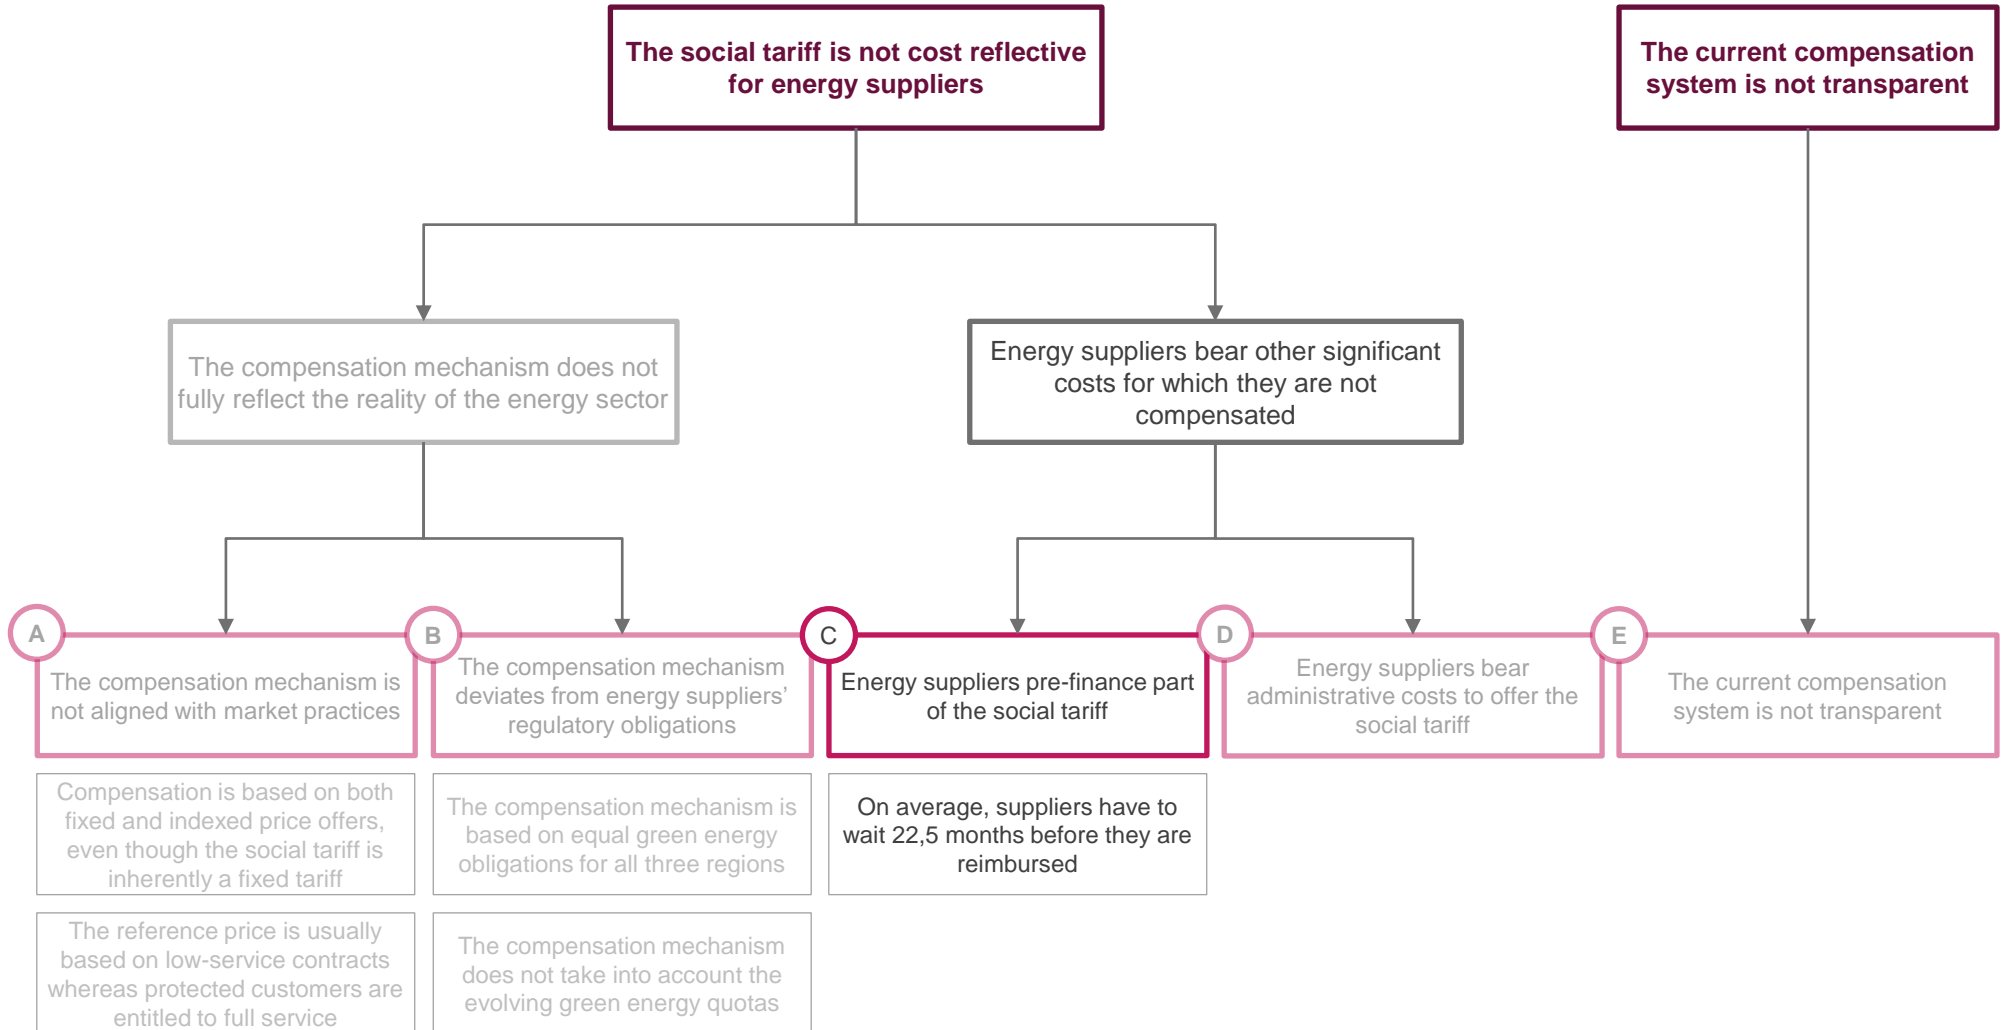 The social tariff is not cost reflective
for energy suppliers
The current compensation
system is not transparent
The compensation mechanism does not
fully reflect the reality of the energy sector
Energy suppliers bear other significant
costs for which they are not
compensated
A
The compensation mechanism is
not aligned with market practices
B
The compensation mechanism
deviates from energy suppliers’
regulatory obligations
C
Energy suppliers pre-finance part
of the social tariff
D
Energy suppliers bear
administrative costs to offer the
social tariff
E
The current compensation
system is not transparent
Compensation is based on both
fixed and indexed price offers,
even though the social tariff is
inherently a fixed tariff
The compensation mechanism is
based on equal green energy
obligations for all three regions
On average, suppliers have to
wait 22,5 months before they are
reimbursed
The reference price is usually
based on low-service contracts
whereas protected customers are
entitled to full service
The compensation mechanism
does not take into account the
evolving green energy quotas